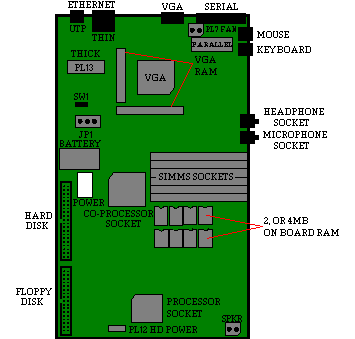 ETHERNET
VGA
SERIAL
UTP
THIN
PL7 FAN
PARALLEL
MOUSE
KEYBOARD
THICK
PL13
VGA
RAM
VGA
SW1
JP1
BATTERY
HEADPHONE
SOCKET
MICROPHONE
SOCKET
SIMMS SOCKETS
POWER
CO-PROCESSOR
SOCKET
HARD
DISK
2, OR 4MB
ON BOARD RAM
FLOPPY
DISK
PROCESSOR
SOCKET
PL12 HD POWER
SPKR